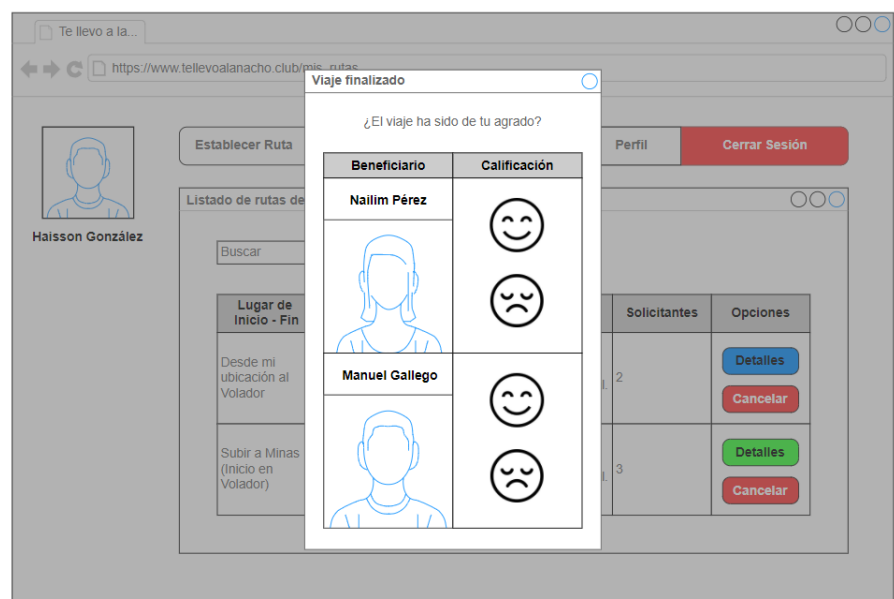 Te llevo a la...
https://www.tellevoalanacho.club/mis_rutas
Viaje finalizado
¿El viaje ha sido de tu agrado?
Establecer Ruta
Perfil
Cerrar Sesión
Beneficiario
Calificación
Nailim Pérez
Manuel Gallego
Haisson González
Listado de rutas de
Buscar
Lugar de
Inicio - Fin
Solicitantes
Opciones
Desde mi
ubicación al
Volador
l.
2
Detalles
Cancelar
Subir a Minas
(Inicio en
Volador)
l.
3
Detalles
Cancelar